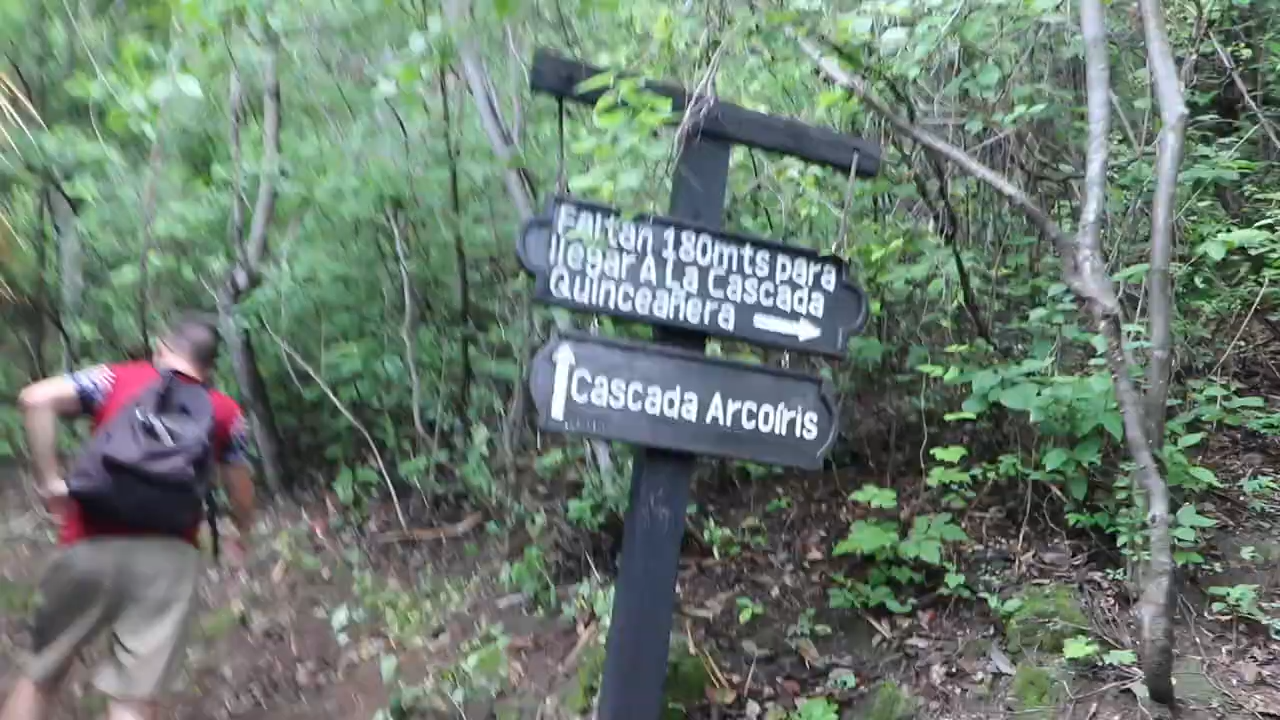 FAltan 180mts para
llegar A La Cascada
Quinceañera
Cascada Arcoíris